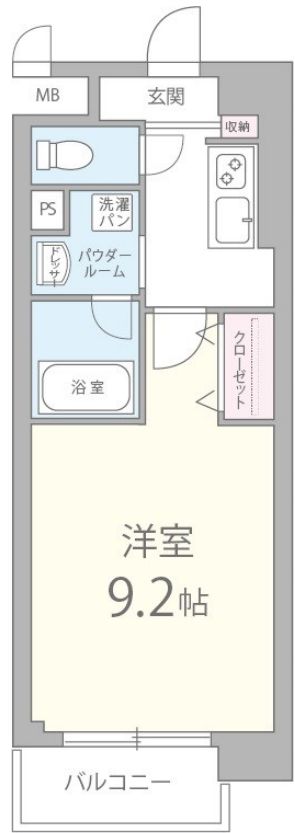 MB
玄関
収納
PS
洗濯
パン
ドレッサー
パウダー
ルーム
浴室
クローゼット
洋室
9.2帖
バルコニー